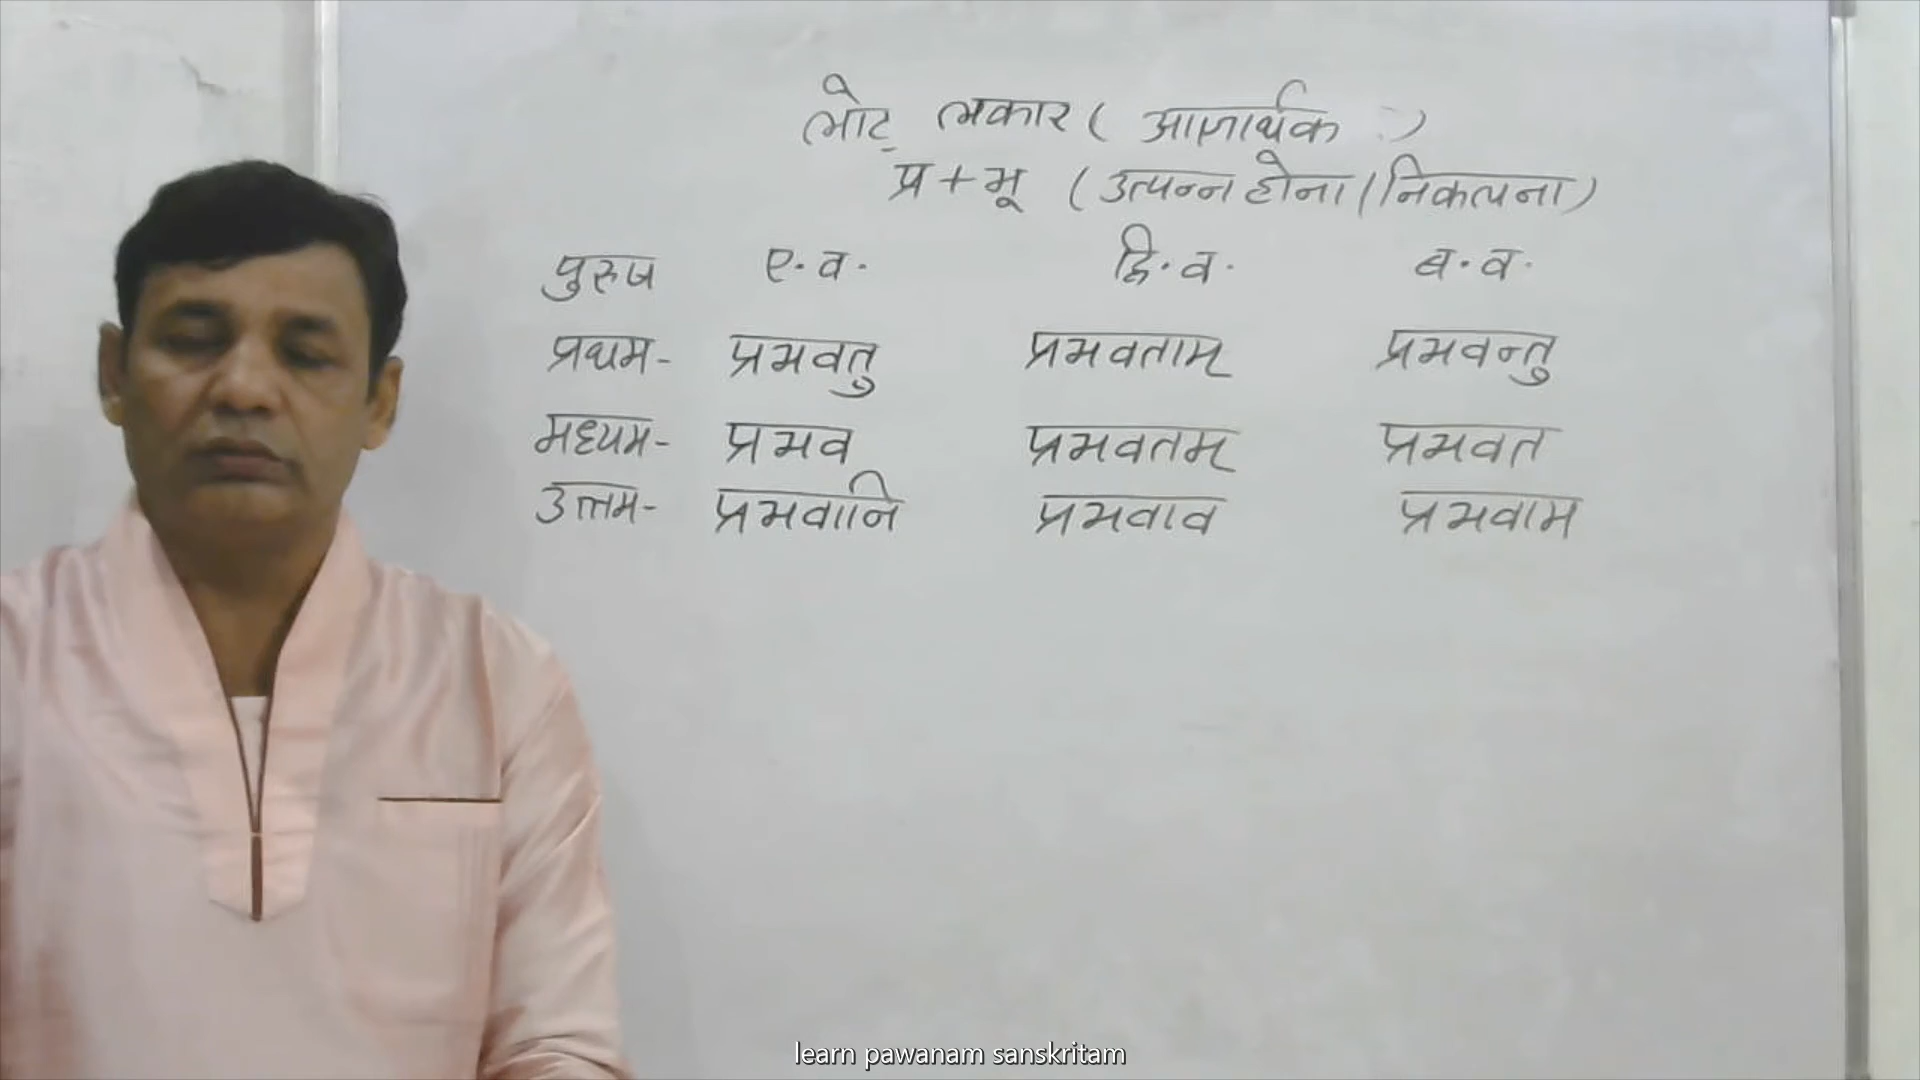 लोट् लकार ( आज्ञार्थक )
प्र + भू ( उत्पन्न होना / निकलना )
पुरुष ए.व. द्वि.व. ब.व.
प्रथम- प्रभवतु प्रभवताम् प्रभवन्तु
मध्यम- प्रभव प्रभवतम् प्रभवत
उत्तम- प्रभवानि प्रभवाव प्रभवाम
learn pawanam sanskritam